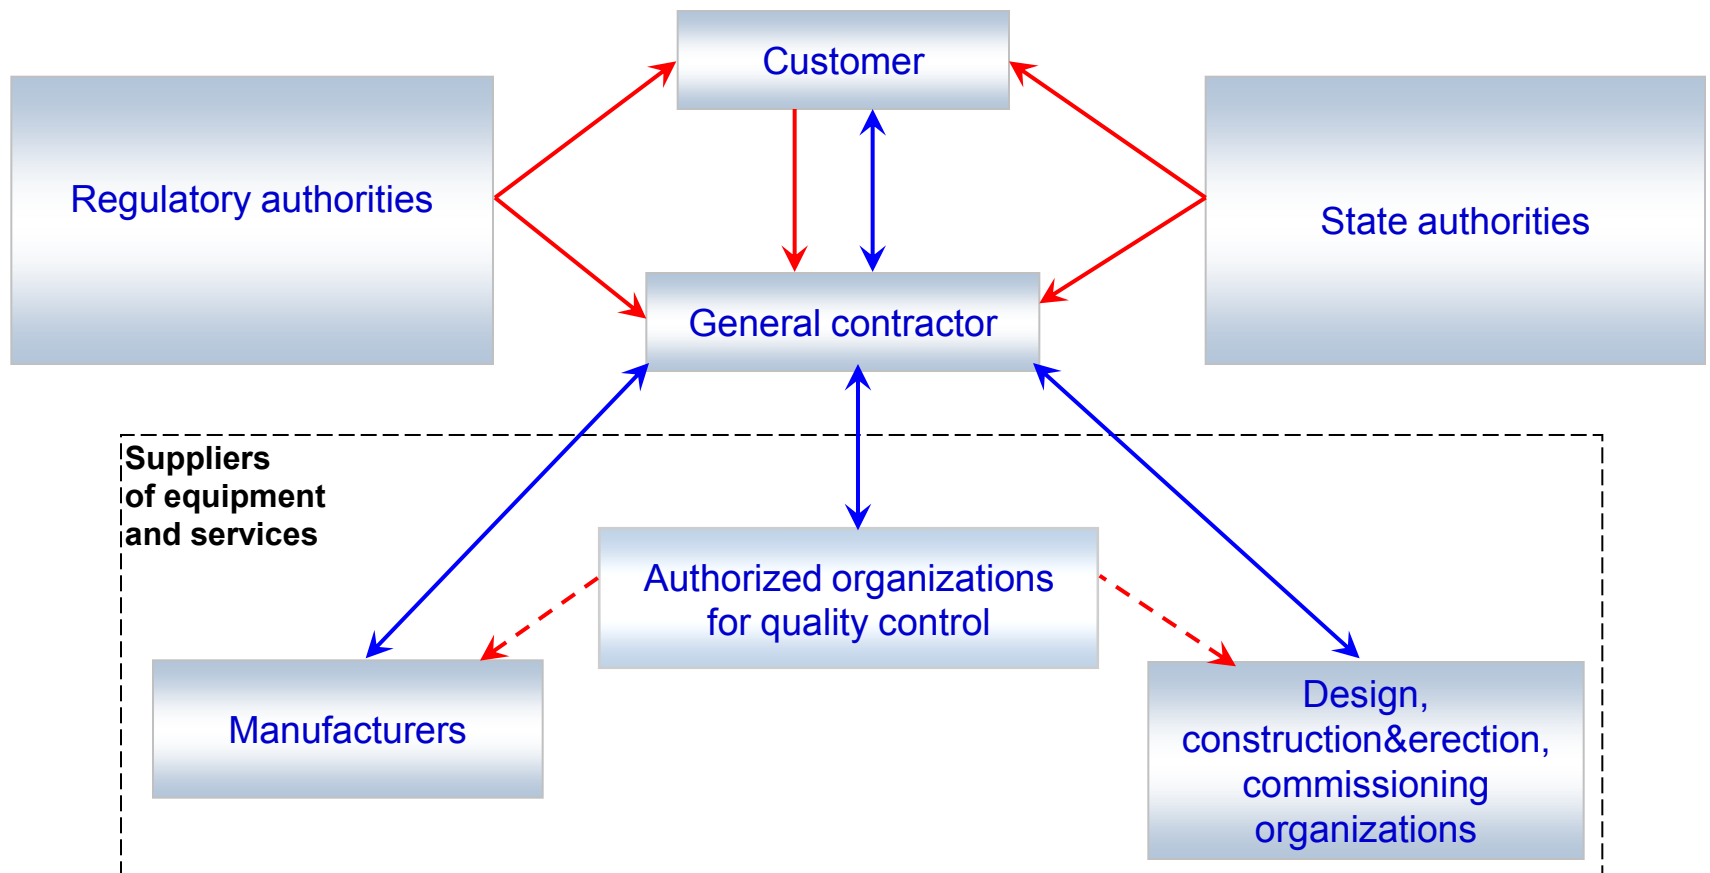 Customer
Regulatory authorities
State authorities
General contractor
Suppliers
of equipment
and services
Authorized organizations
for quality control
Manufacturers
Design,
construction&erection,
commissioning
organizations